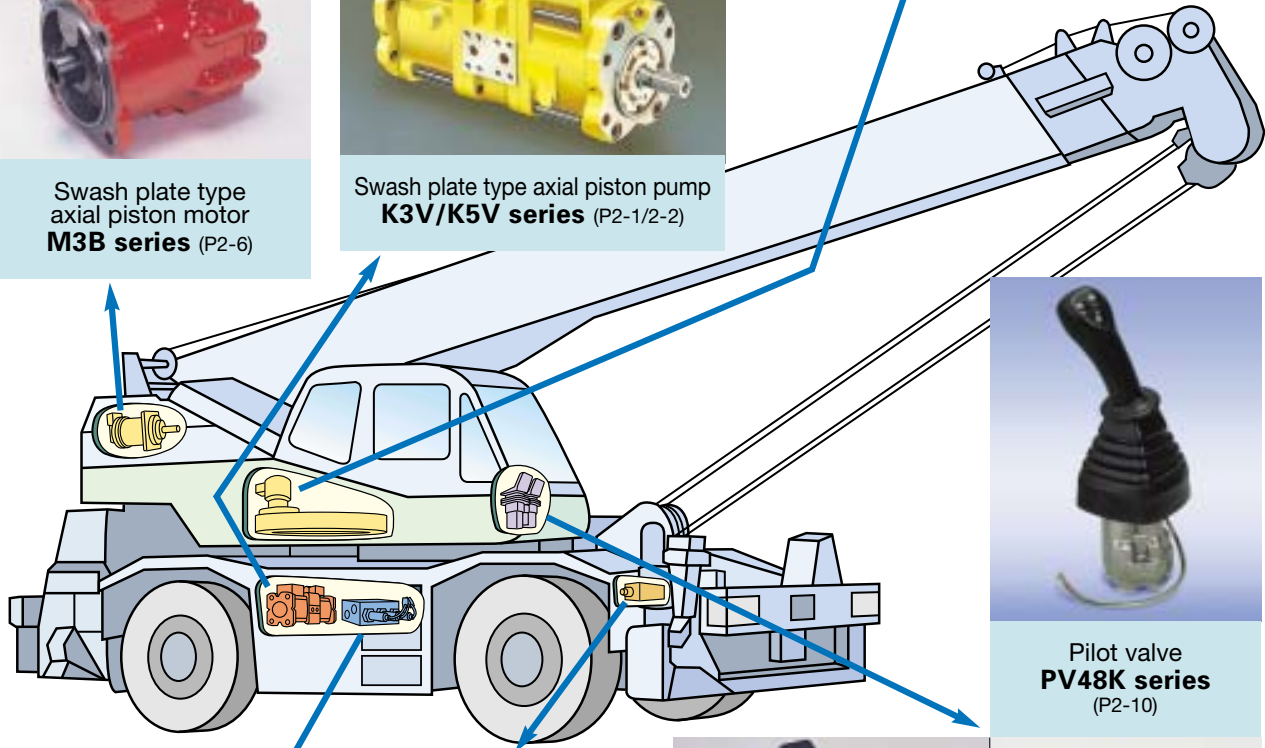 Swash plate type
axial piston motor
M3B series (P2-6)
Swash plate type axial piston pump
K3V/K5V series (P2-1/2-2)
Pilot valve
PV48K series
(P2-10)